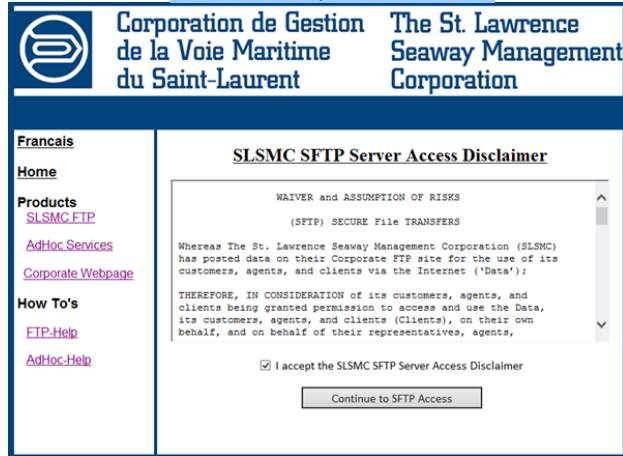 Corporation de Gestion
de la Voie Maritime
du Saint-Laurent
The St. Lawrence
Seaway Management
Corporation
Francais
Home
Products
SLSMC FTP
AdHoc Services
Corporate Webpage
How To's
FTP-Help
AdHoc-Help
SLSMC SFTP Server Access Disclaimer
WAIVER and ASSUMPTION OF RISKS
(SFTP) SECURE File TRANSFERS
Whereas The St. Lawrence Seaway Management Corporation (SLSMC)
has posted data on their Corporate FTP site for the use of its
customers, agents, and clients via the Internet ('Data');
THEREFORE, IN CONSIDERATION of its customers, agents, and
clients being granted permission to access and use the Data,
its customers, agents, and clients (Clients), on their own
behalf, and on behalf of their representatives, agents,
I accept the SLSMC SFTP Server Access Disclaimer
Continue to SFTP Access